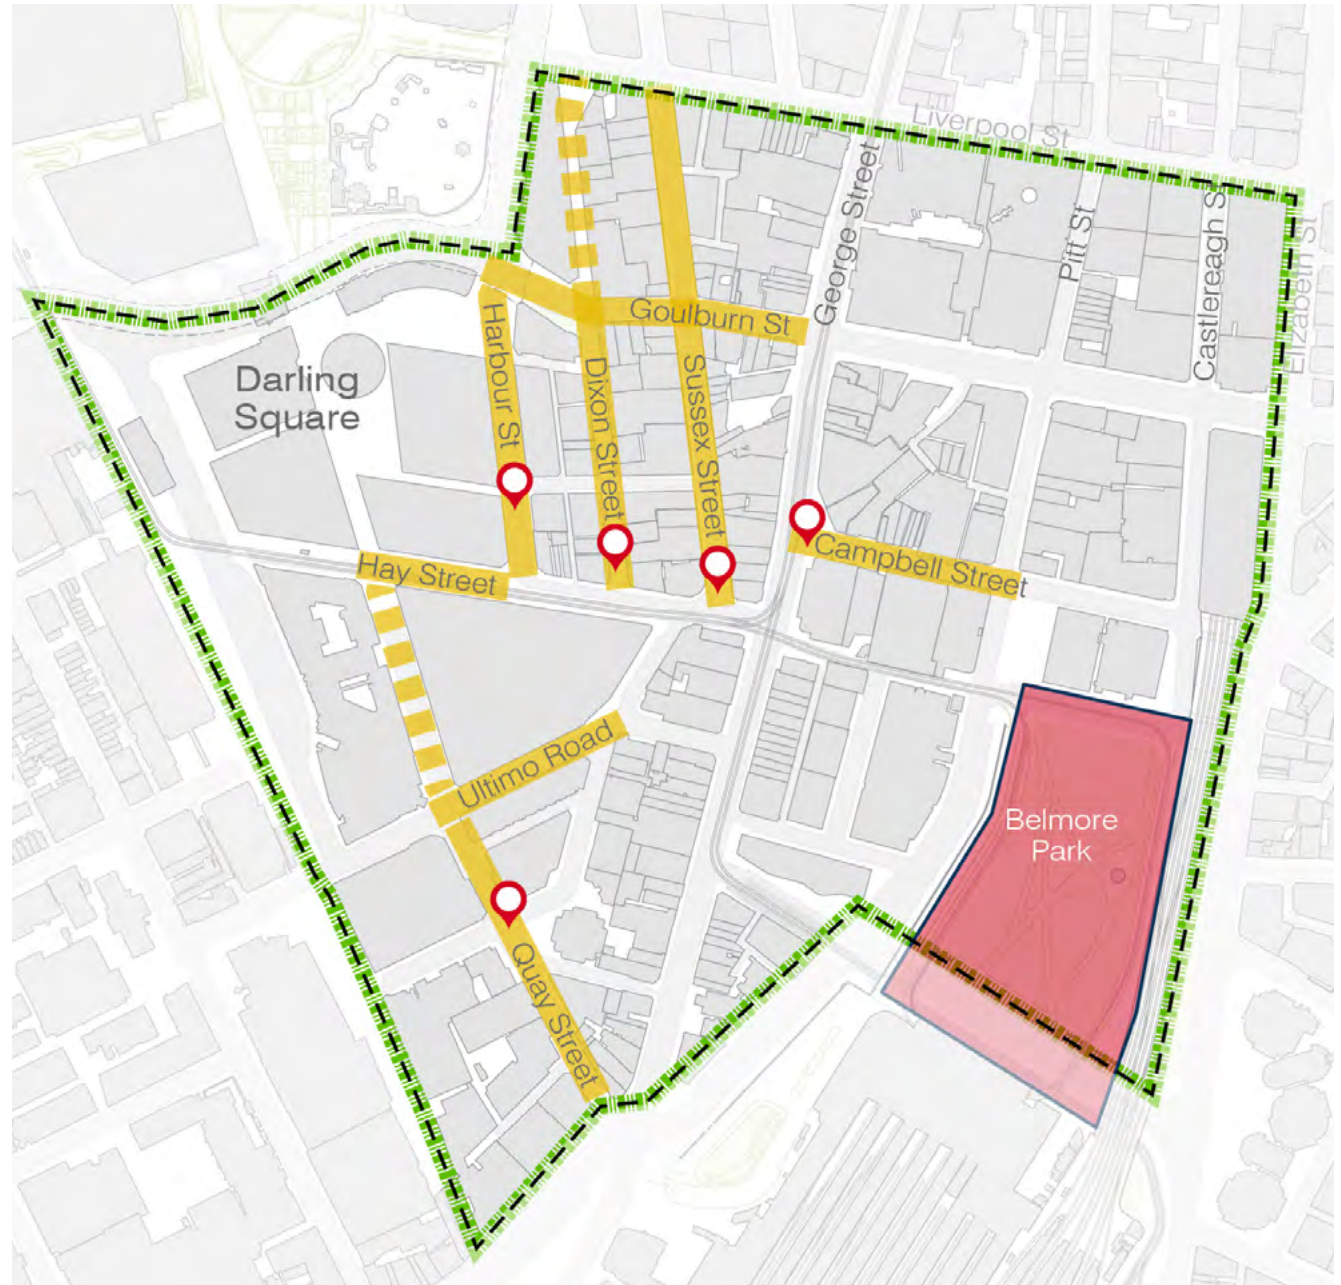 Liverpool St
George Street
Pitt St
Castlereagh St
Elizabeth St
Goulburn St
Harbour St
Dixon Street
Sussex Street
Darling
Square
Campbell Street
Hay Street
Ultimo Road
Belmore
Park
Quay Street